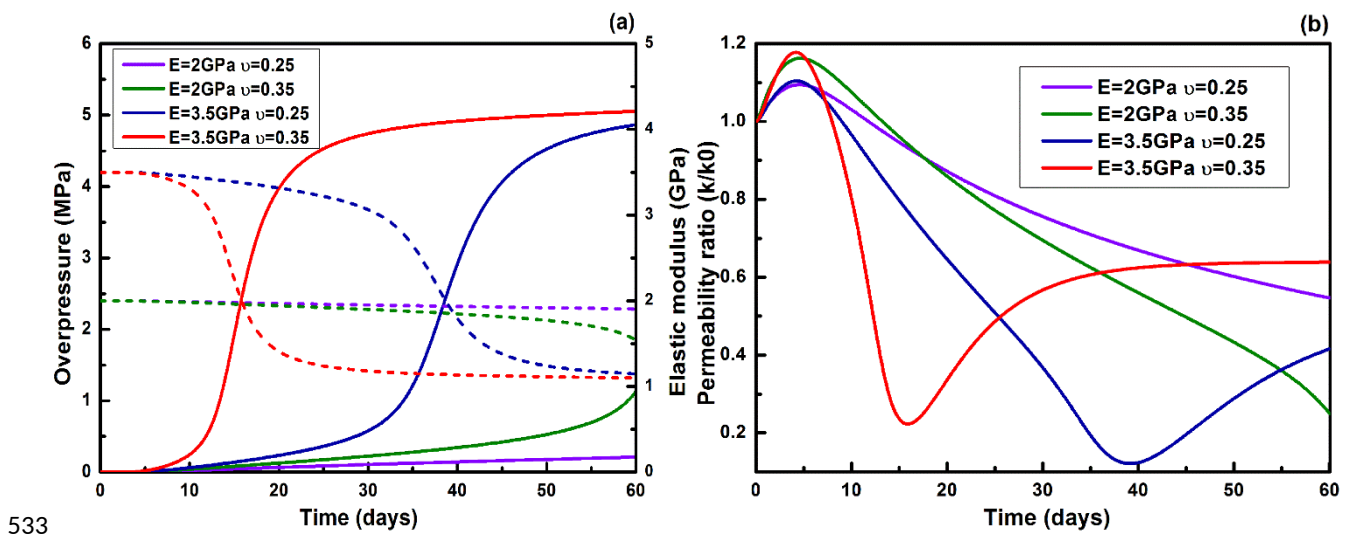 (a)
6
5
4
3
2
1
0
Overpressure (MPa)
E=2GPa υ=0.25
E=2GPa υ=0.35
E=3.5GPa υ=0.25
E=3.5GPa υ=0.35
5
4
3
2
1
0
Elastic modulus (GPa)
0 10 20 30 40 50 60
Time (days)
(b)
1.2
1.0
0.8
0.6
0.4
0.2
Permeability ratio (k/k0)
E=2GPa υ=0.25
E=2GPa υ=0.35
E=3.5GPa υ=0.25
E=3.5GPa υ=0.35
0 10 20 30 40 50 60
Time (days)
533